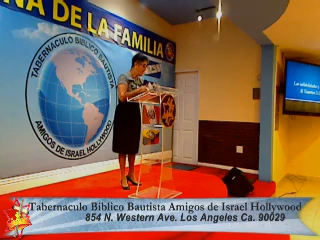 NA DE LA FAMILIA
TABERNACULO BIBLICO BAUTISTA
AMIGOS DE ISRAEL HOLLYWOOD
Tabernaculo Biblico Bautista Amigos de Israel Hollywood
854 N. Western Ave. Los Angeles Ca. 90029